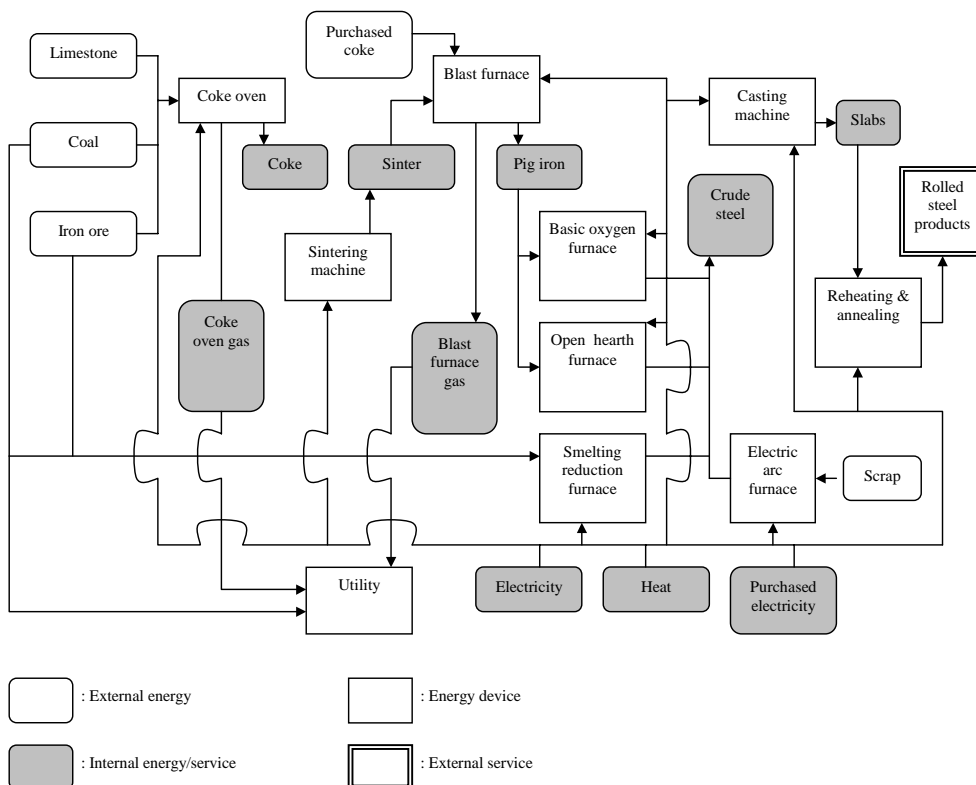 Limestone
Coal
Iron ore
Coke oven
Coke
Coke
oven gas
Purchased
coke
Sinter
Sintering
machine
Blast furnace
Pig iron
Blast
furnace
gas
Basic oxygen
furnace
Open hearth
furnace
Smelting
reduction
furnace
Crude
steel
Casting
machine
Slabs
Rolled
steel
products
Reheating &
annealing
Electric
arc
furnace
Scrap
Utility
Electricity
Heat
Purchased
electricity
: External energy
: Energy device
: Internal energy/service
: External service